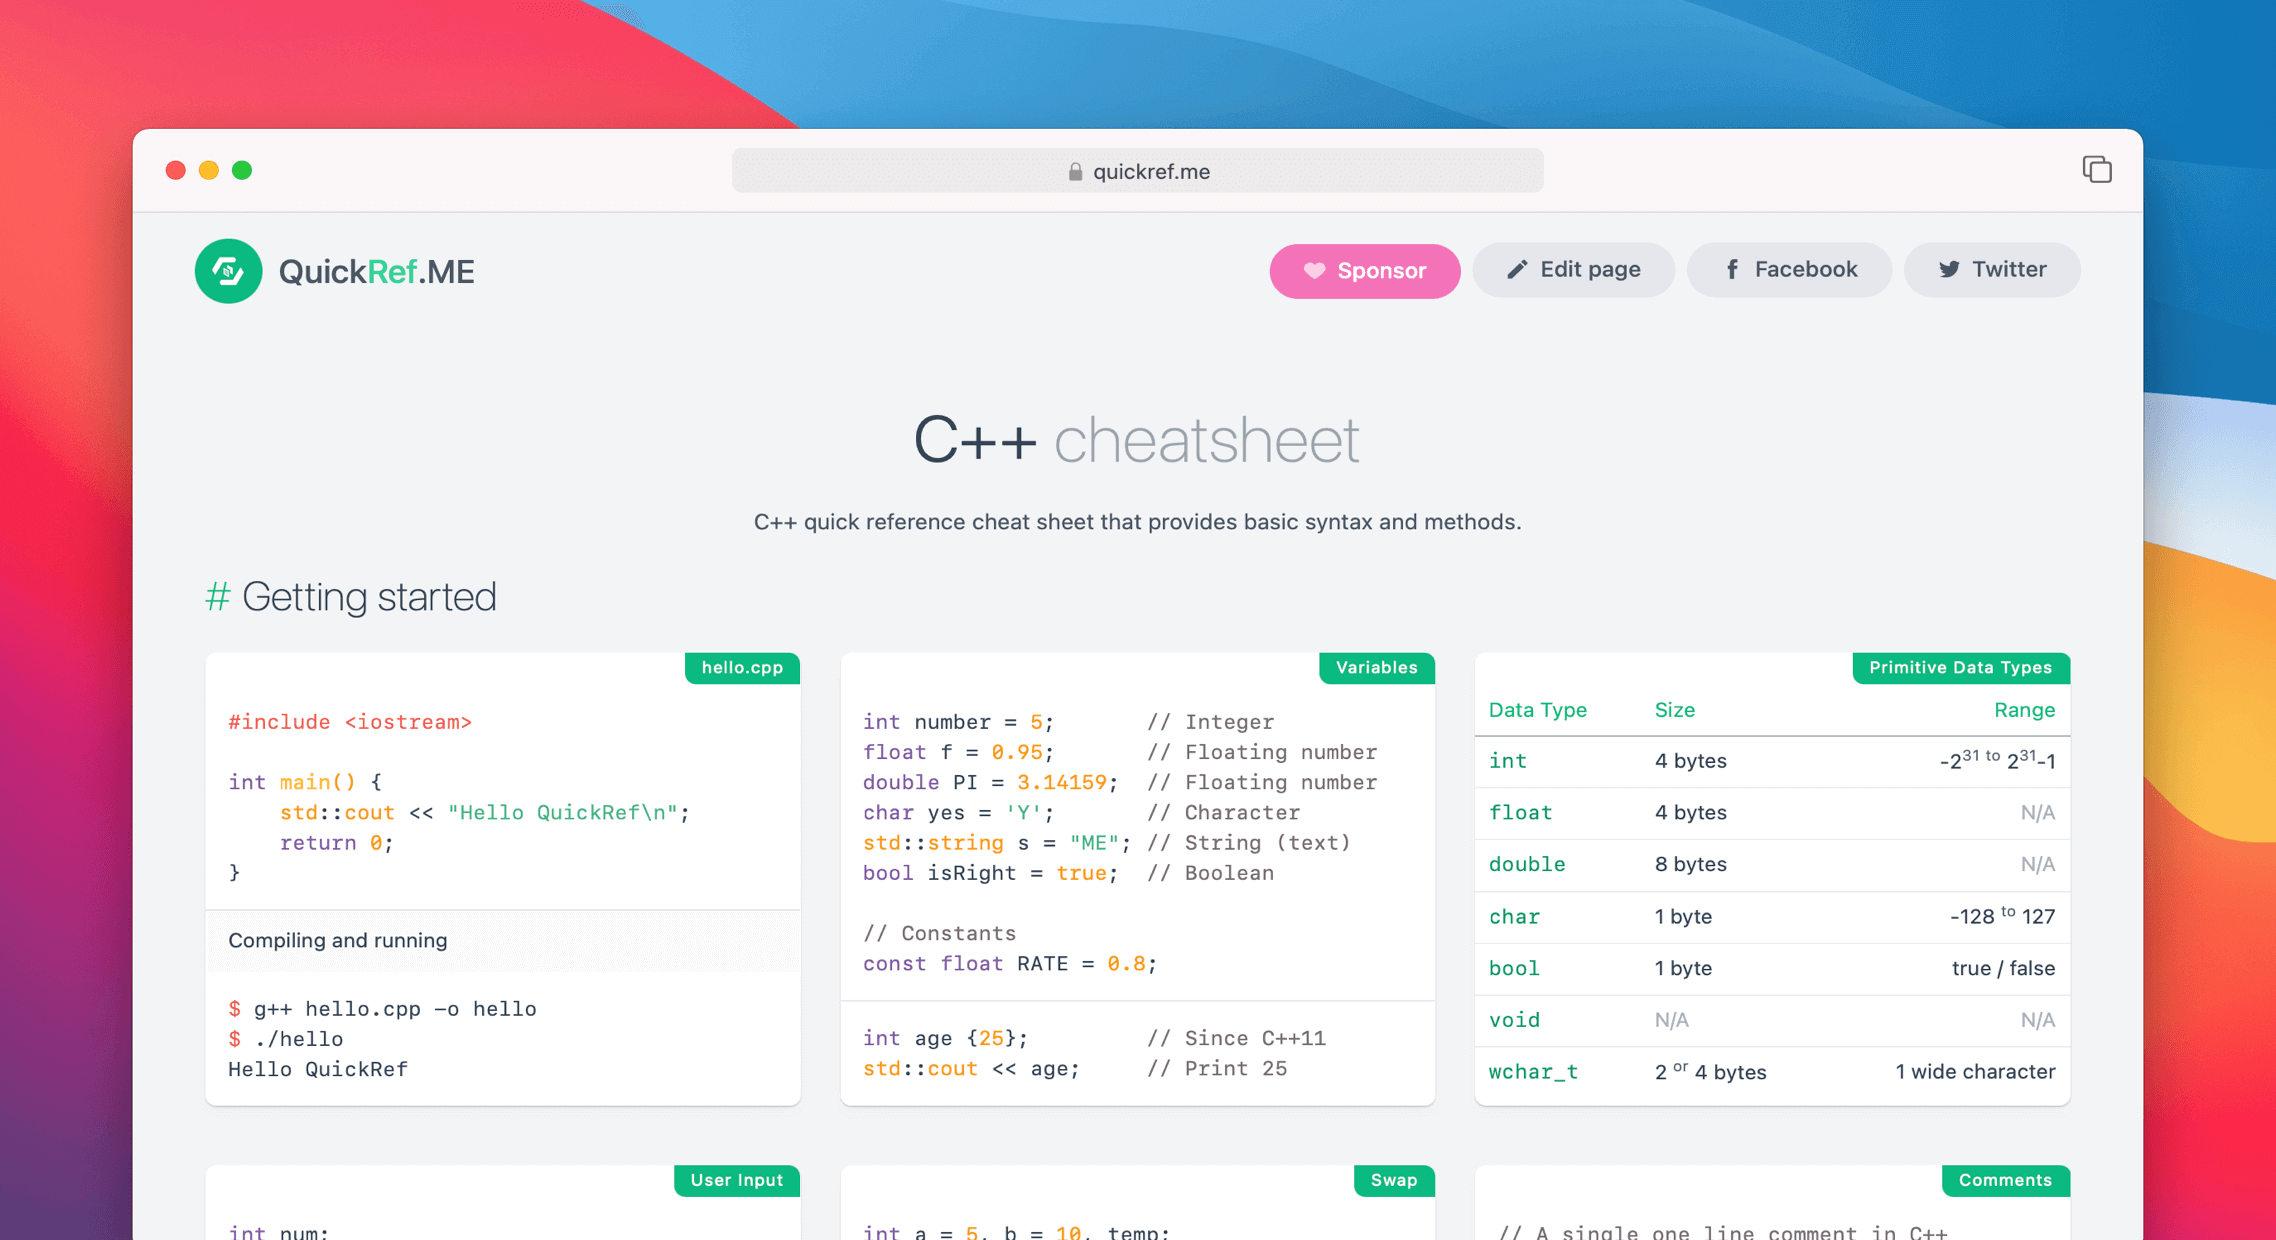 quickref.me
QuickRef.ME
Sponsor
Edit page
Facebook
Twitter
C++ cheatsheet
C++ quick reference cheat sheet that provides basic syntax and methods.
# Getting started
hello.cpp
#include <iostream>
int main() {
    std::cout << "Hello QuickRef\n";
    return 0;
}
Compiling and running
$ g++ hello.cpp -o hello
$ ./hello
Hello QuickRef
Variables
int number = 5;       // Integer
float f = 0.95;       // Floating number
double PI = 3.14159;  // Floating number
char yes = 'Y';       // Character
std::string s = "ME"; // String (text)
bool isRight = true;  // Boolean
// Constants
const float RATE = 0.8;
int age {25};         // Since C++11
std::cout << age;     // Print 25
Primitive Data Types
Data Type Size Range
int 4 bytes -2³¹ to 2³¹-1
float 4 bytes N/A
double 8 bytes N/A
char 1 byte -128 to 127
bool 1 byte true / false
void N/A N/A
wchar_t 2 or 4 bytes 1 wide character
User Input
int num;
Swap
int a = 5, b = 10, temp;
Comments
// A single one line comment in C++